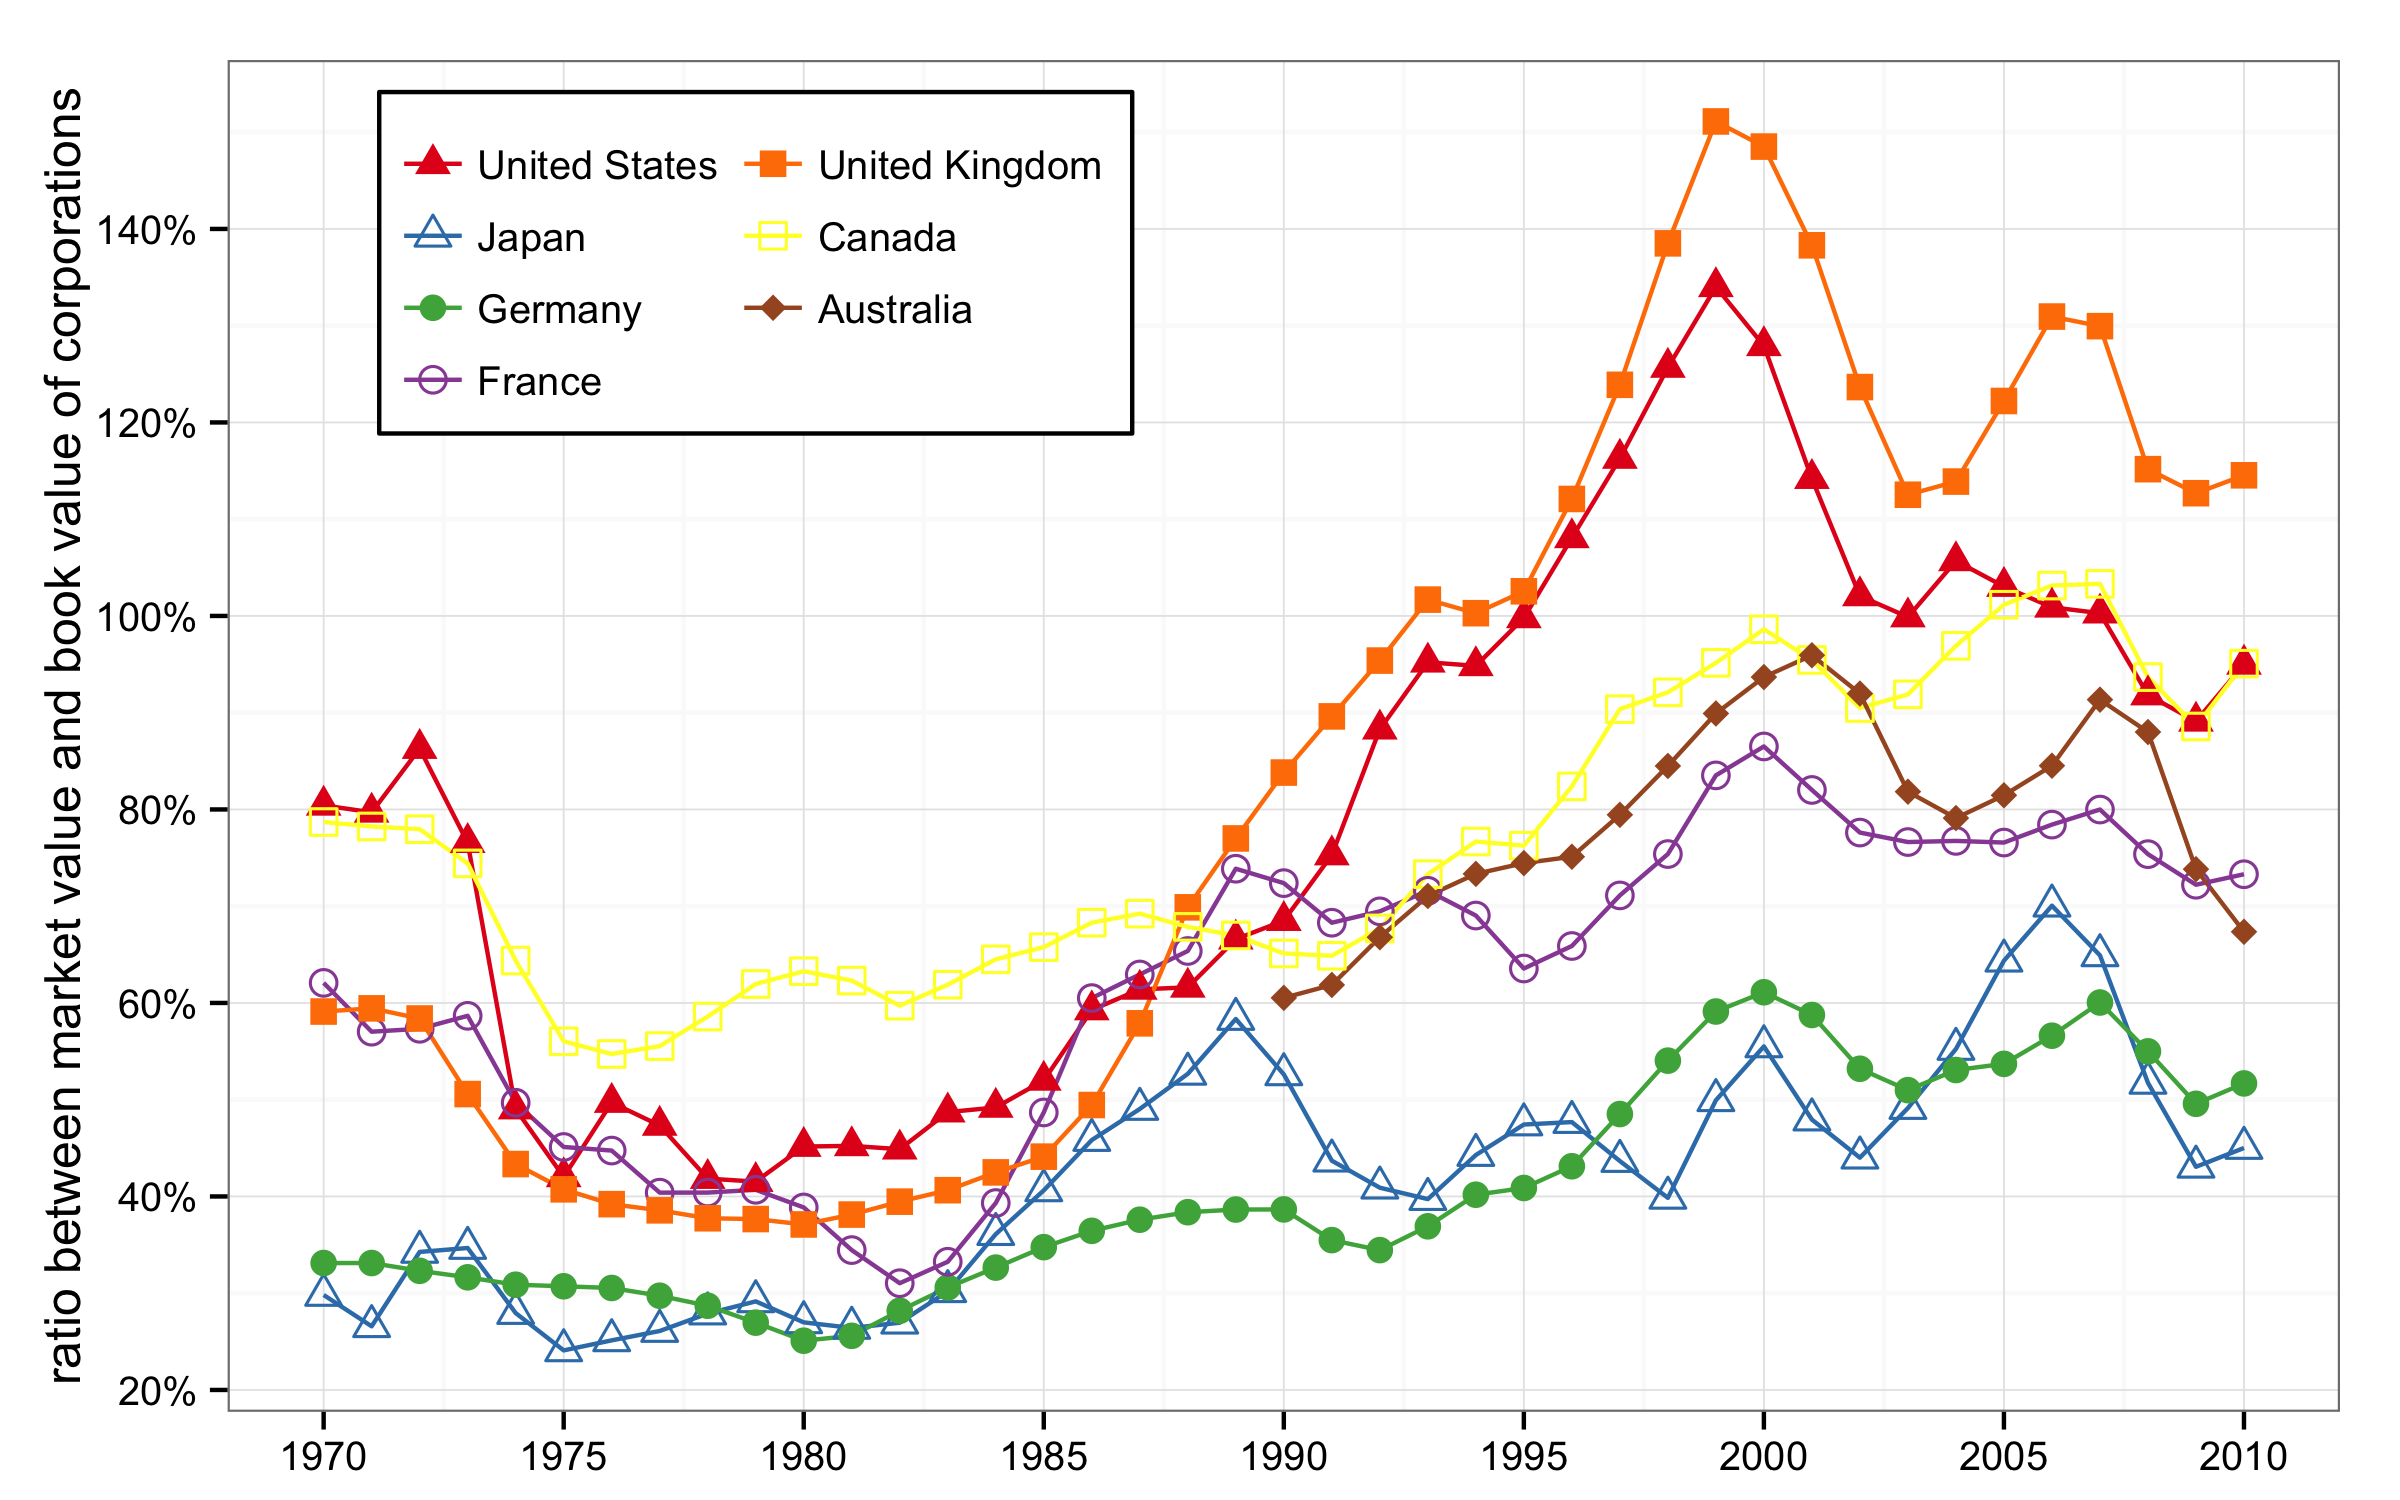 ratio between market value and book value of corporations
140%
120%
100%
80%
60%
40%
20%
United States
United Kingdom
Japan
Canada
Germany
Australia
France
1970
1975
1980
1985
1990
1995
2000
2005
2010